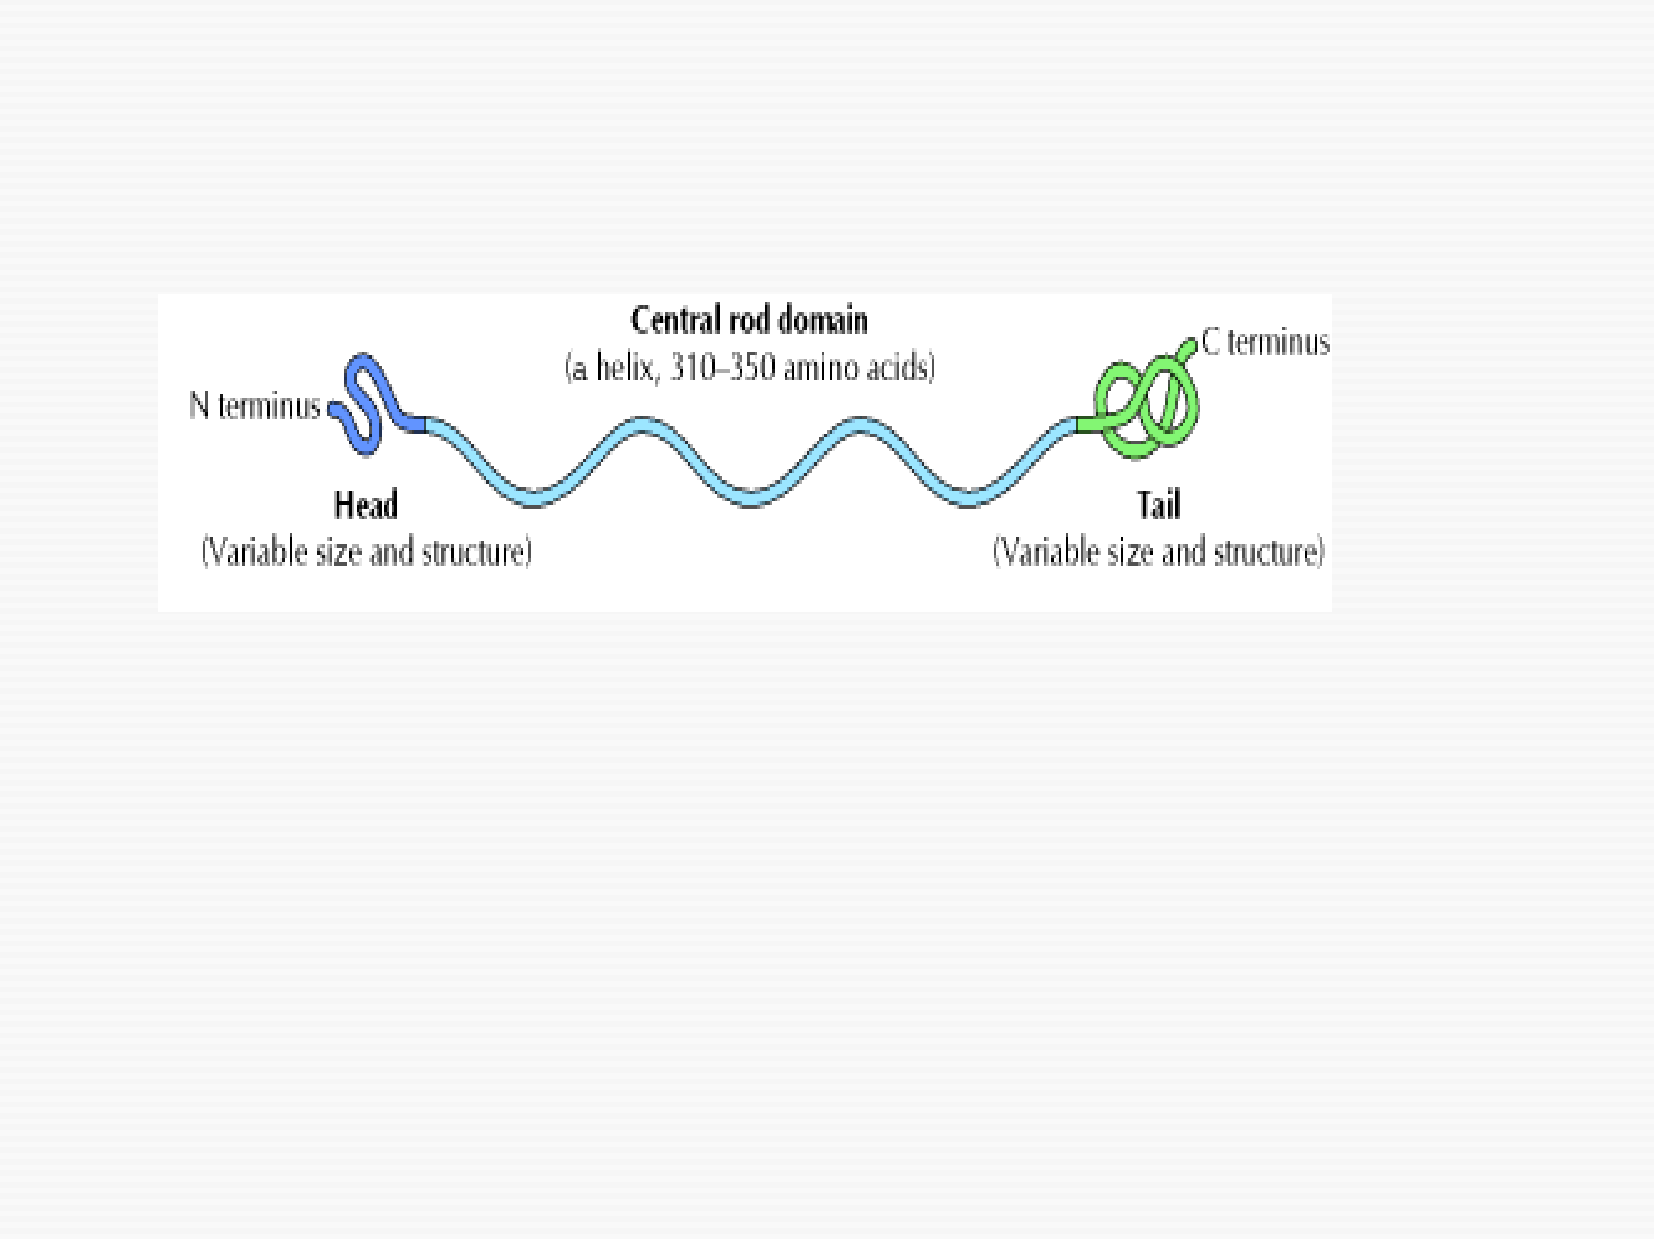 Central rod domain
(a helix, 310–350 amino acids)
C terminus
N terminus
Head
(Variable size and structure)
Tail
(Variable size and structure)